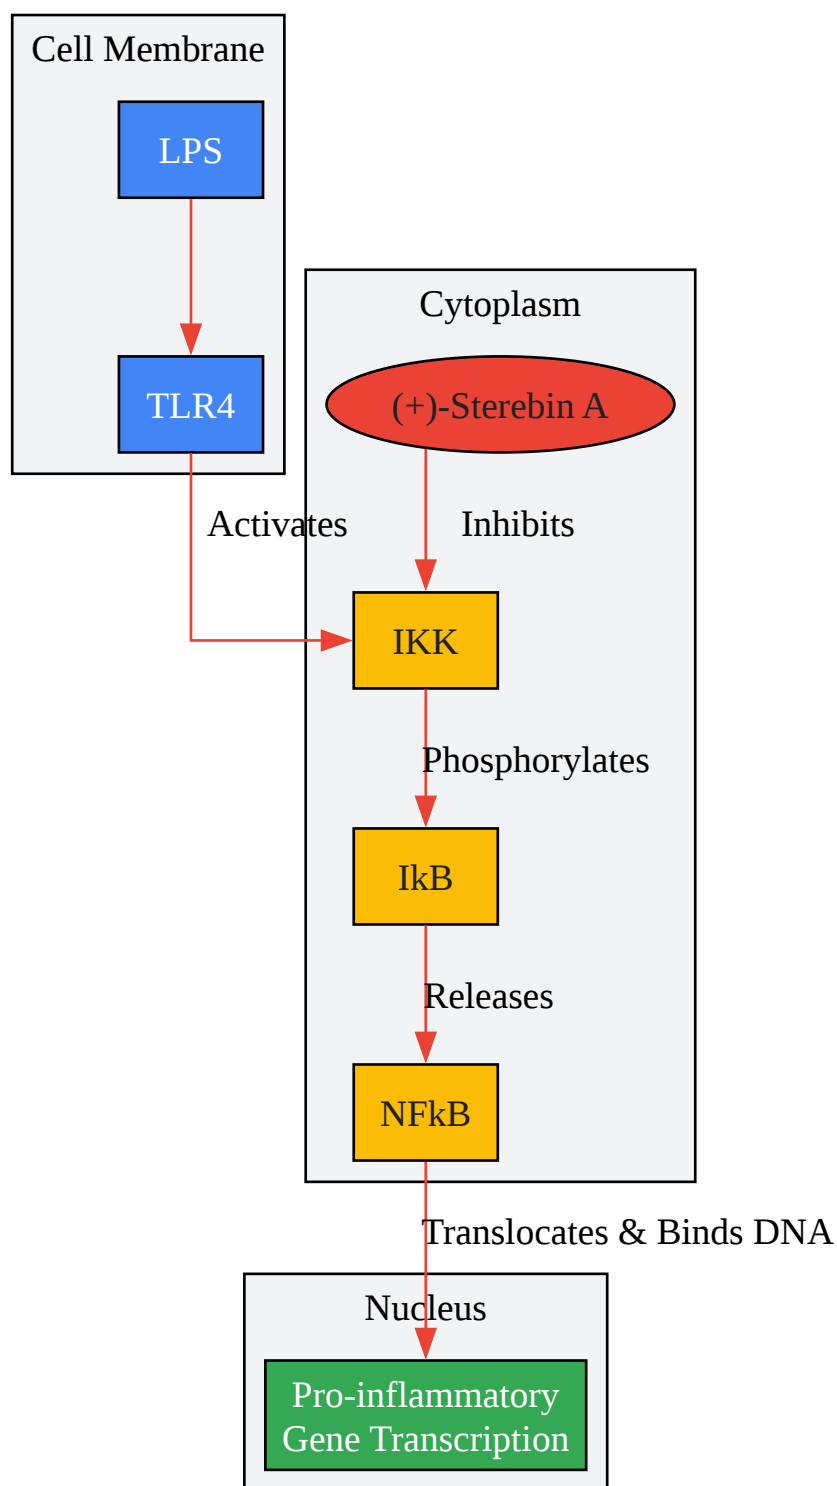 Cell Membrane
LPS
TLR4
Activates
Cytoplasm
(+)-Sterebin A
Inhibits
IKK
Phosphorylates
IkB
Releases
NFkB
Translocates & Binds DNA
Nucleus
Pro-inflammatory
Gene Transcription